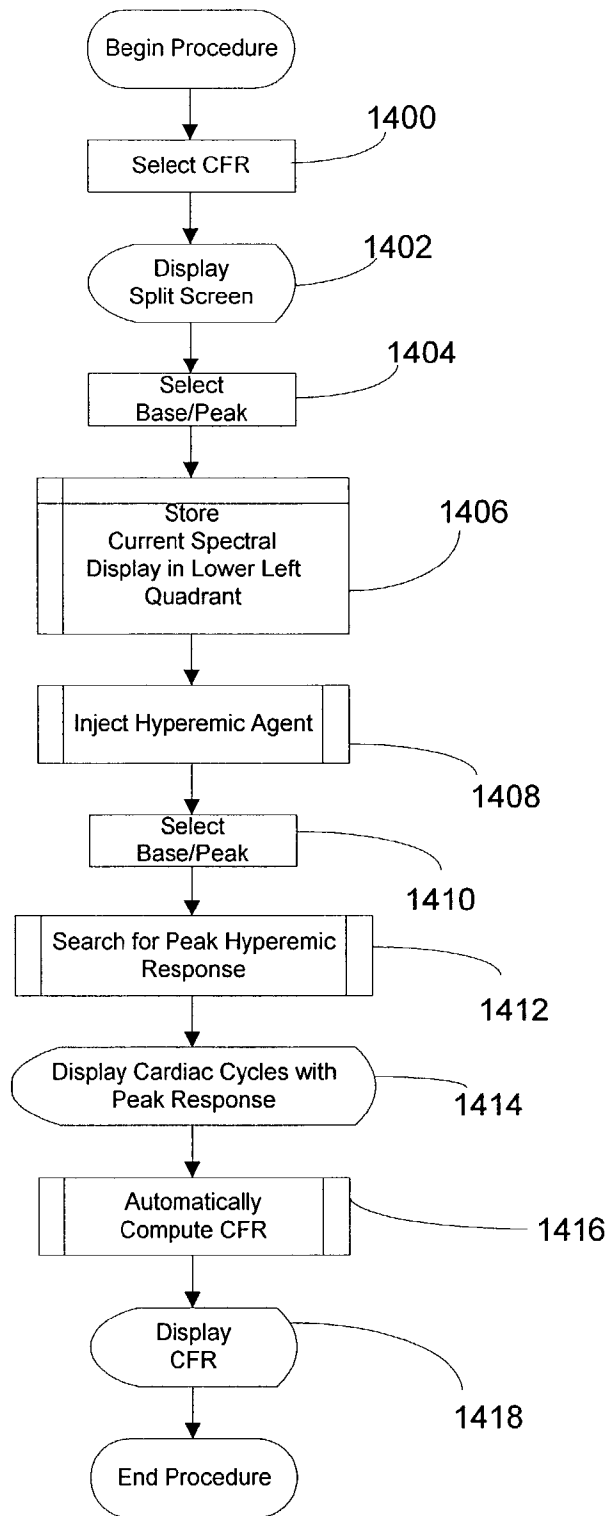 Begin Procedure
1400
Select CFR
1402
Display
Split Screen
1404
Select
Base/Peak
1406
Store
Current Spectral
Display in Lower Left
Quadrant
Inject Hyperemic Agent
1408
Select
Base/Peak
1410
Search for Peak Hyperemic
Response
1412
Display Cardiac Cycles with
Peak Response
1414
Automatically
Compute CFR
1416
Display
CFR
1418
End Procedure